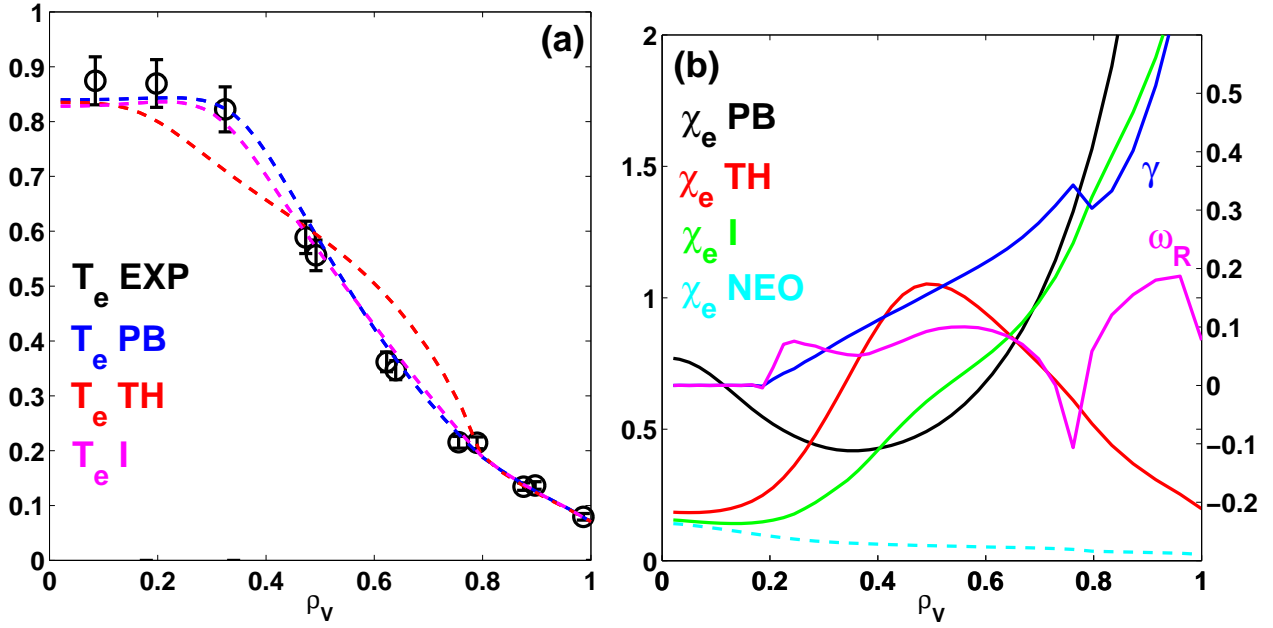 (a)
1
0.9
0.8
0.7
0.6
0.5
0.4
0.3
0.2
0.1
0
T_e EXP
T_e PB
T_e TH
T_e I
0 0.2 0.4 0.6 0.8 1
ρ_V
(b)
2
1.5
1
0.5
0
χ_e PB
χ_e TH
χ_e I
χ_e NEO
γ
ω_R
0.5
0.4
0.3
0.2
0.1
0
−0.1
−0.2
0 0.2 0.4 0.6 0.8 1
ρ_V